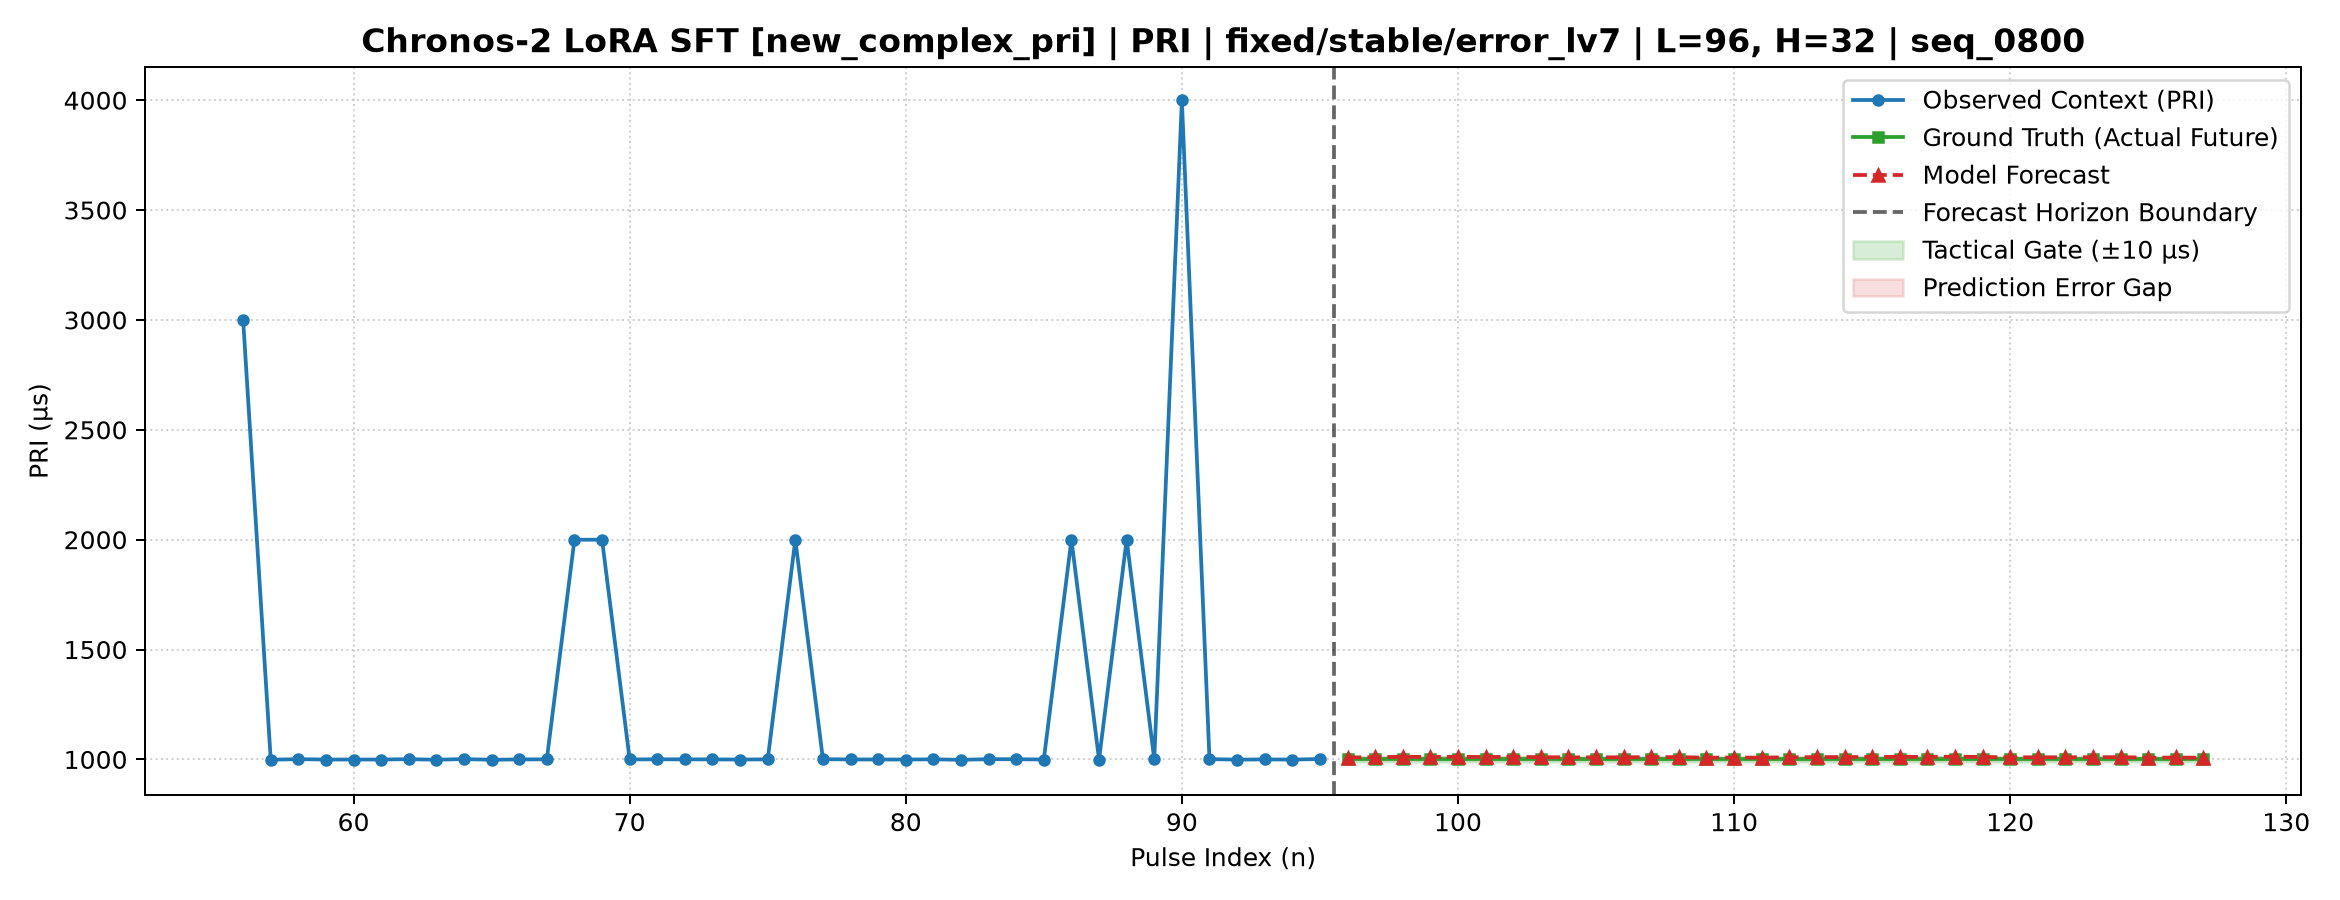 Chronos-2 LoRA SFT [new_complex_pri] | PRI | fixed/stable/error_lv7 | L=96, H=32 | seq_0800
Observed Context (PRI)
Ground Truth (Actual Future)
Model Forecast
Forecast Horizon Boundary
Tactical Gate (±10 µs)
Prediction Error Gap
PRI (µs)
4000
3500
3000
2500
2000
1500
1000
60 70 80 90 100 110 120 130
Pulse Index (n)